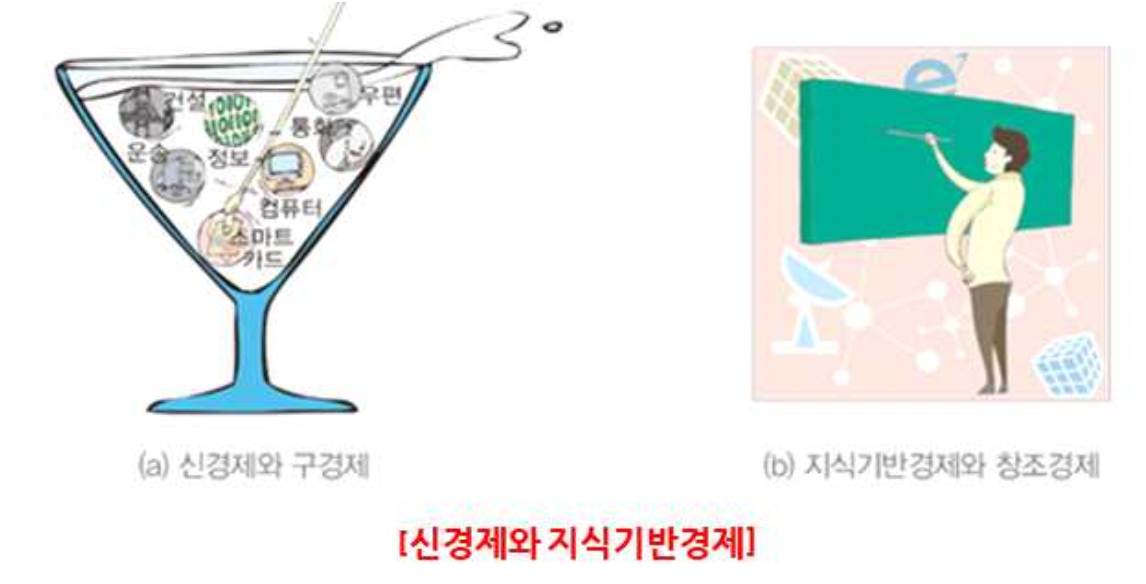 건설
우편
통화
운송
정보
컴퓨터
스마트
카드
e
(a) 신경제와 구경제
(b) 지식기반경제와 창조경제
[신경제와 지식기반경제]